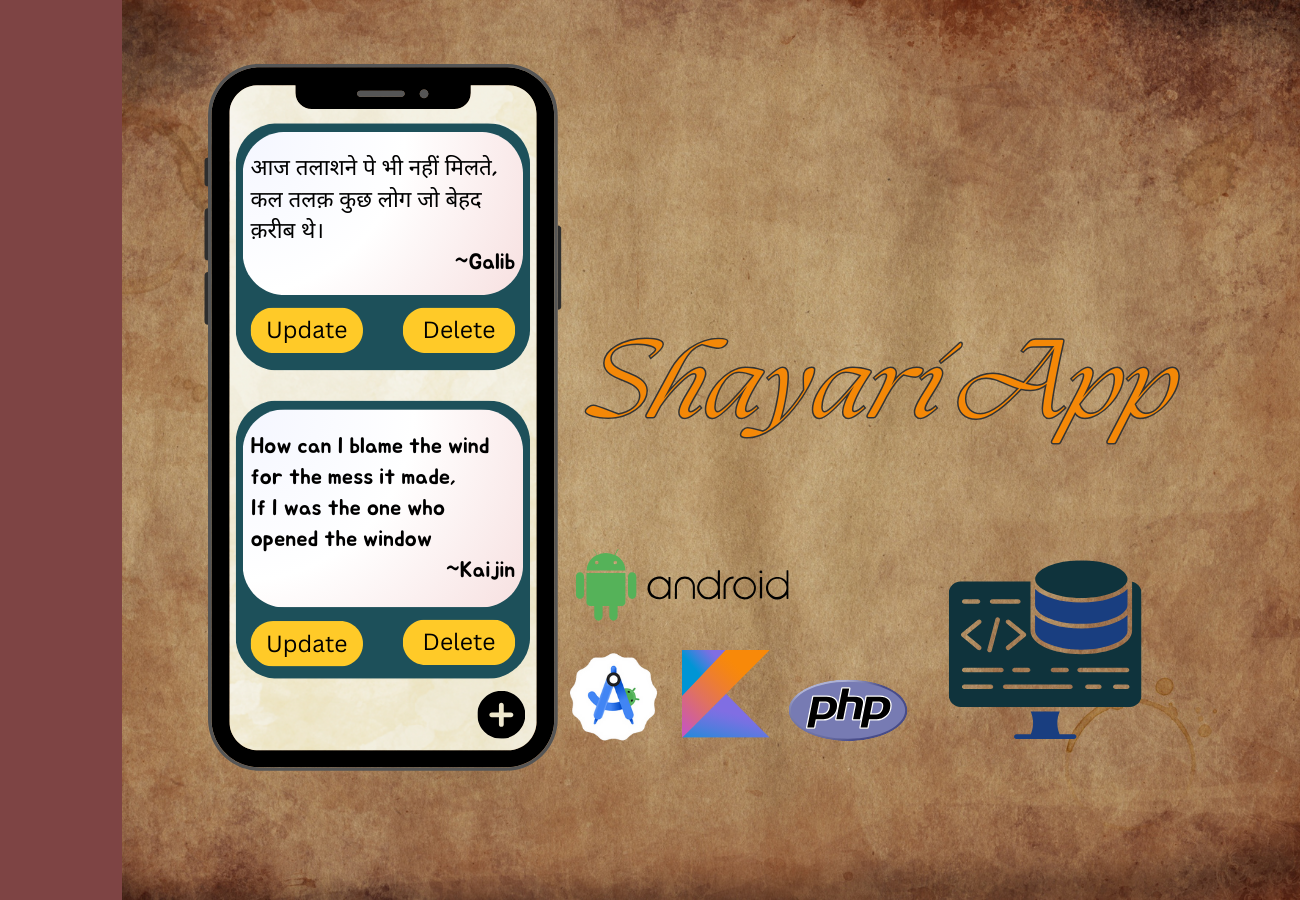 आज तलाशने पे भी नहीं मिलते,
कल तलक़ कुछ लोग जो बेहद
क़रीब थे।
~Galib
Update Delete
How can I blame the wind
for the mess it made,
If I was the one who
opened the window
~Kaijin
Update Delete
Shayari App
android
php